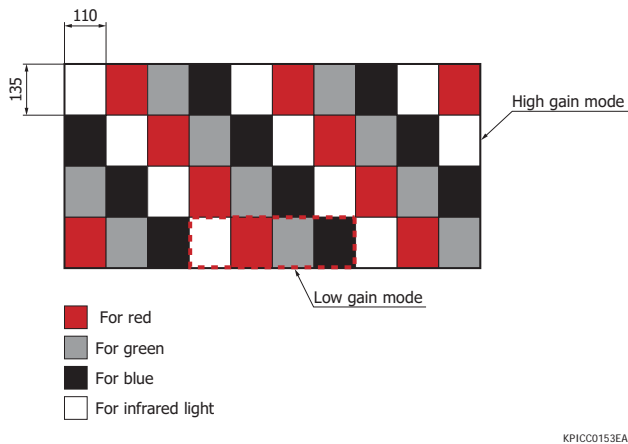 110
135
High gain mode
Low gain mode
For red
For green
For blue
For infrared light
KPICC0153EA